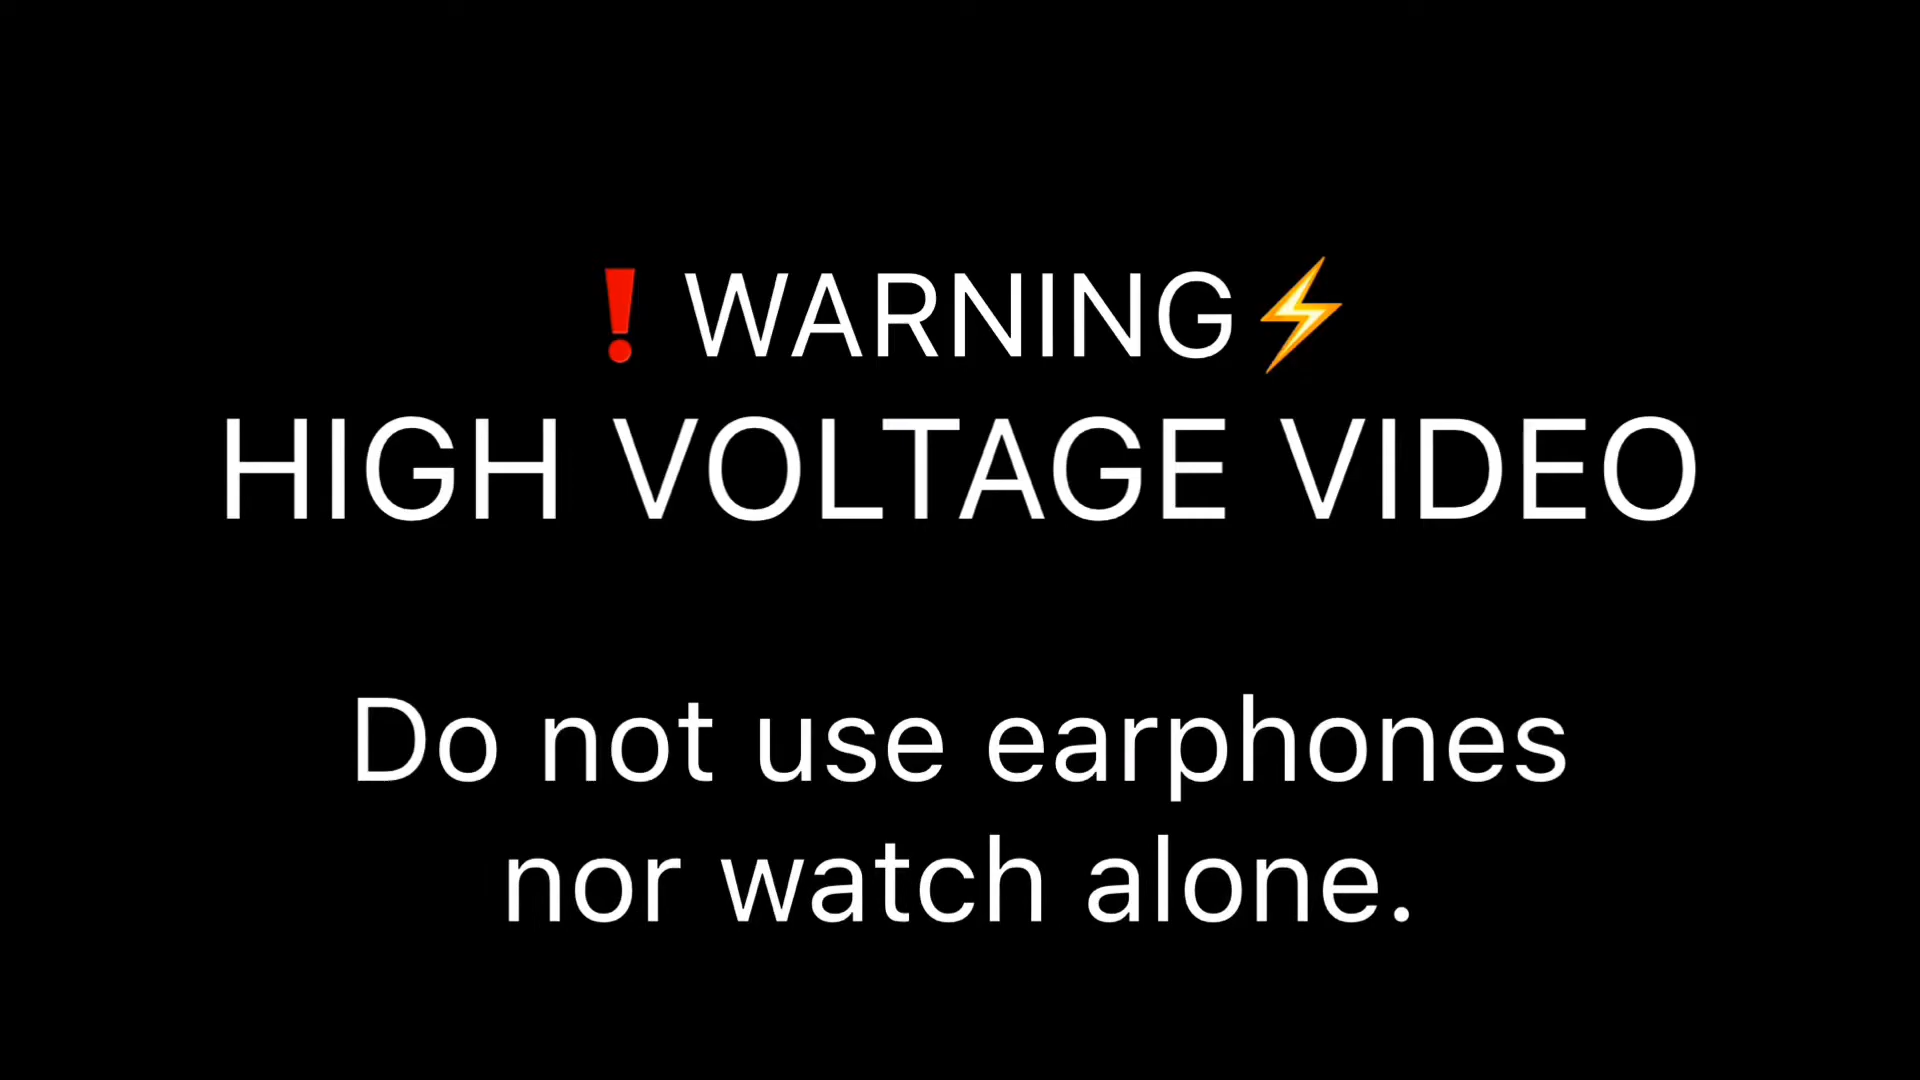 ❗WARNING⚡
HIGH VOLTAGE VIDEO
Do not use earphones
nor watch alone.